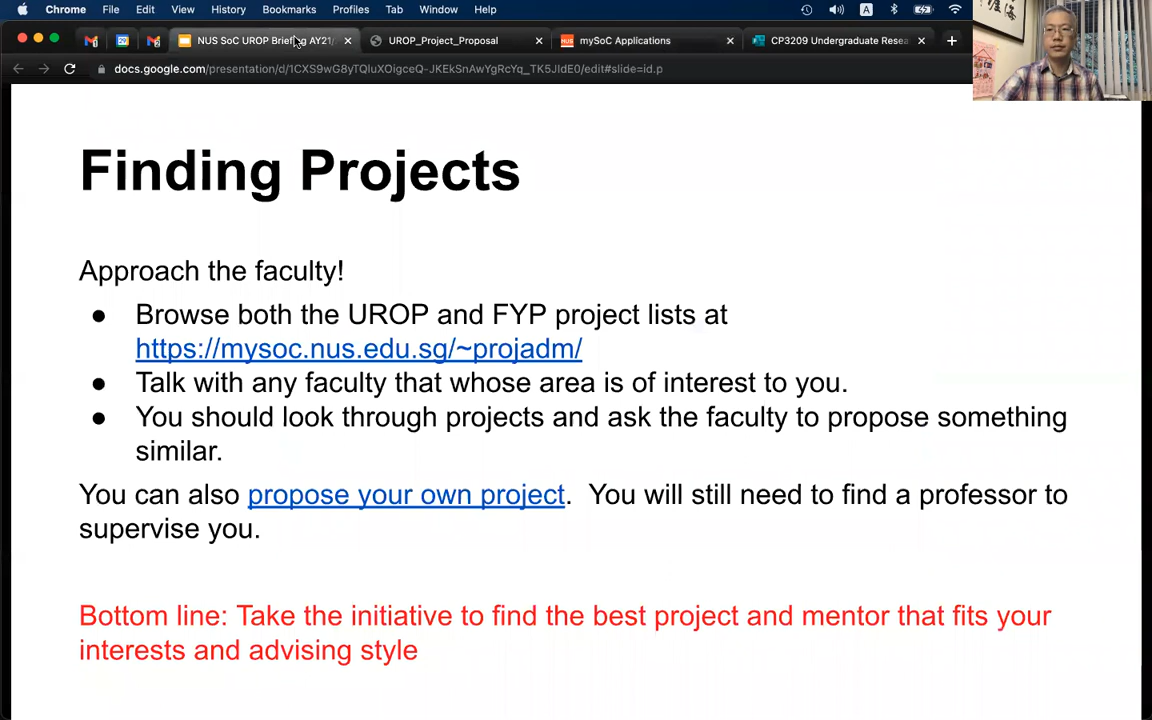 Chrome File Edit View History Bookmarks Profiles Tab Window Help
NUS SoC UROP Briefing AY21/ UROP_Project_Proposal mySoC Applications CP3209 Undergraduate Resea
docs.google.com/presentation/d/1CXS9wG8yTQluXOigceQ-JKEkSnAwYgRcYq_TK5JIdE0/edit#slide=id.p
Finding Projects
Approach the faculty!
● Browse both the UROP and FYP project lists at
https://mysoc.nus.edu.sg/~projadm/
● Talk with any faculty that whose area is of interest to you.
● You should look through projects and ask the faculty to propose something
similar.
You can also propose your own project. You will still need to find a professor to
supervise you.
Bottom line: Take the initiative to find the best project and mentor that fits your
interests and advising style